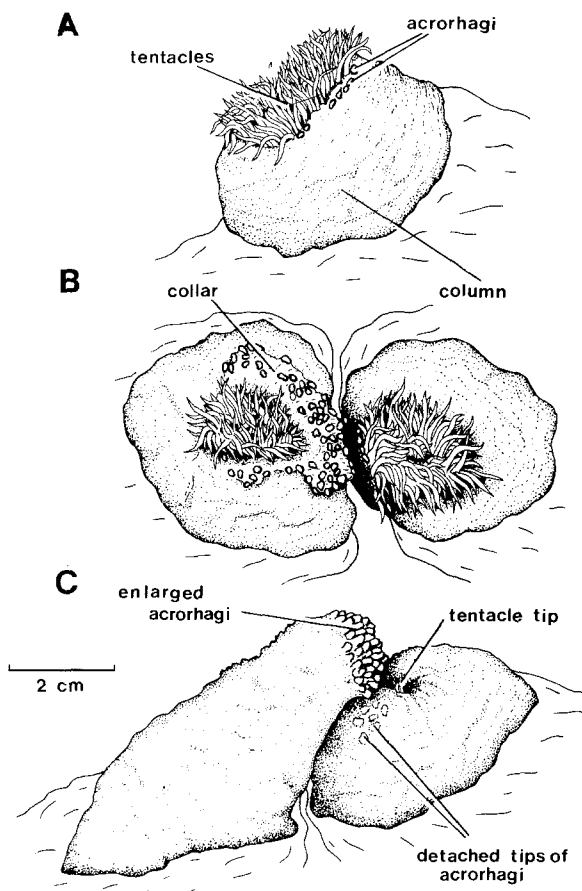 A
acrorhagi
tentacles
B
collar
column
C
enlarged
acrorhagi
tentacle tip
2 cm
detached tips of
acrorhagi